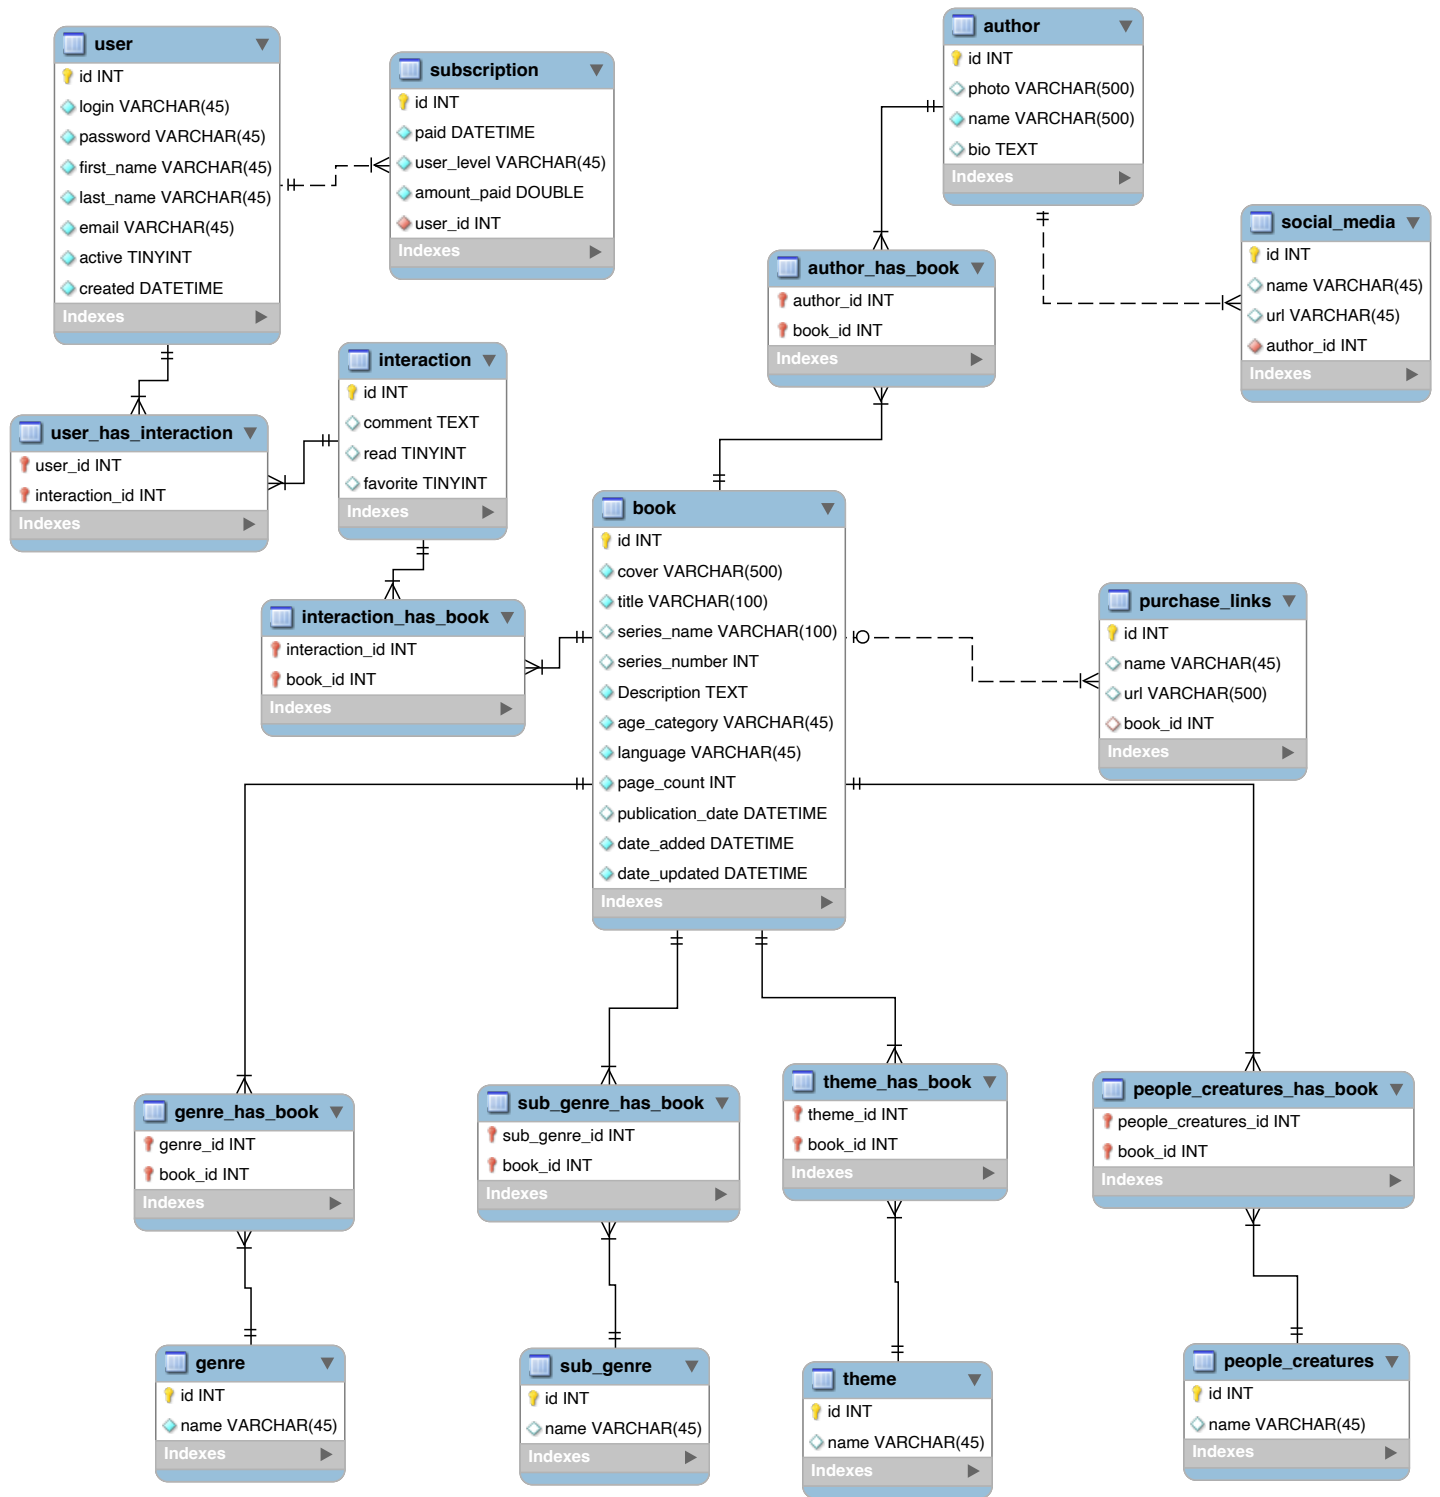 user
id INT
login VARCHAR(45)
password VARCHAR(45)
first_name VARCHAR(45)
last_name VARCHAR(45)
email VARCHAR(45)
active TINYINT
created DATETIME
Indexes
subscription
id INT
paid DATETIME
user_level VARCHAR(45)
amount_paid DOUBLE
user_id INT
Indexes
author
id INT
photo VARCHAR(500)
name VARCHAR(500)
bio TEXT
Indexes
social_media
id INT
name VARCHAR(45)
url VARCHAR(45)
author_id INT
Indexes
author_has_book
author_id INT
book_id INT
Indexes
interaction
id INT
comment TEXT
read TINYINT
favorite TINYINT
Indexes
user_has_interaction
user_id INT
interaction_id INT
Indexes
book
id INT
cover VARCHAR(500)
title VARCHAR(100)
series_name VARCHAR(100)
series_number INT
Description TEXT
age_category VARCHAR(45)
language VARCHAR(45)
page_count INT
publication_date DATETIME
date_added DATETIME
date_updated DATETIME
Indexes
interaction_has_book
interaction_id INT
book_id INT
Indexes
purchase_links
id INT
name VARCHAR(45)
url VARCHAR(500)
book_id INT
Indexes
genre_has_book
genre_id INT
book_id INT
Indexes
sub_genre_has_book
sub_genre_id INT
book_id INT
Indexes
theme_has_book
theme_id INT
book_id INT
Indexes
people_creatures_has_book
people_creatures_id INT
book_id INT
Indexes
genre
id INT
name VARCHAR(45)
Indexes
sub_genre
id INT
name VARCHAR(45)
Indexes
theme
id INT
name VARCHAR(45)
Indexes
people_creatures
id INT
name VARCHAR(45)
Indexes